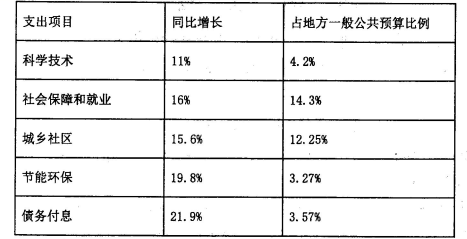 支出项目 同比增长 占地方一般公共预算比例
科学技术 11% 4.2%
社会保障和就业 16% 14.3%
城乡社区 15.6% 12.25%
节能环保 19.8% 3.27%
债务付息 21.9% 3.57%